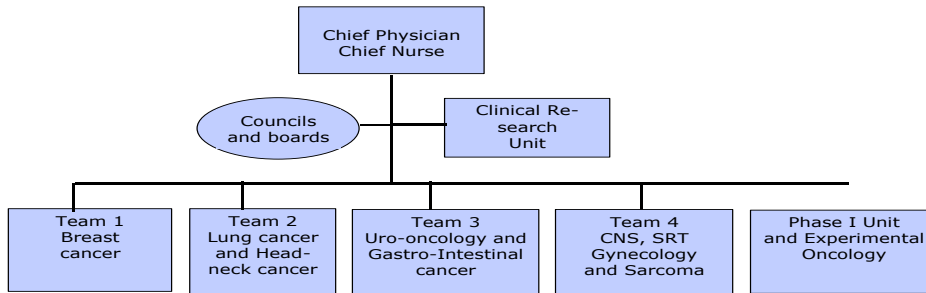 Chief Physician
Chief Nurse
Councils
and boards
Clinical Re-
search
Unit
Team 1
Breast
cancer
Team 2
Lung cancer
and Head-
neck cancer
Team 3
Uro-oncology and
Gastro-Intestinal
cancer
Team 4
CNS, SRT
Gynecology
and Sarcoma
Phase I Unit
and Experimental
Oncology